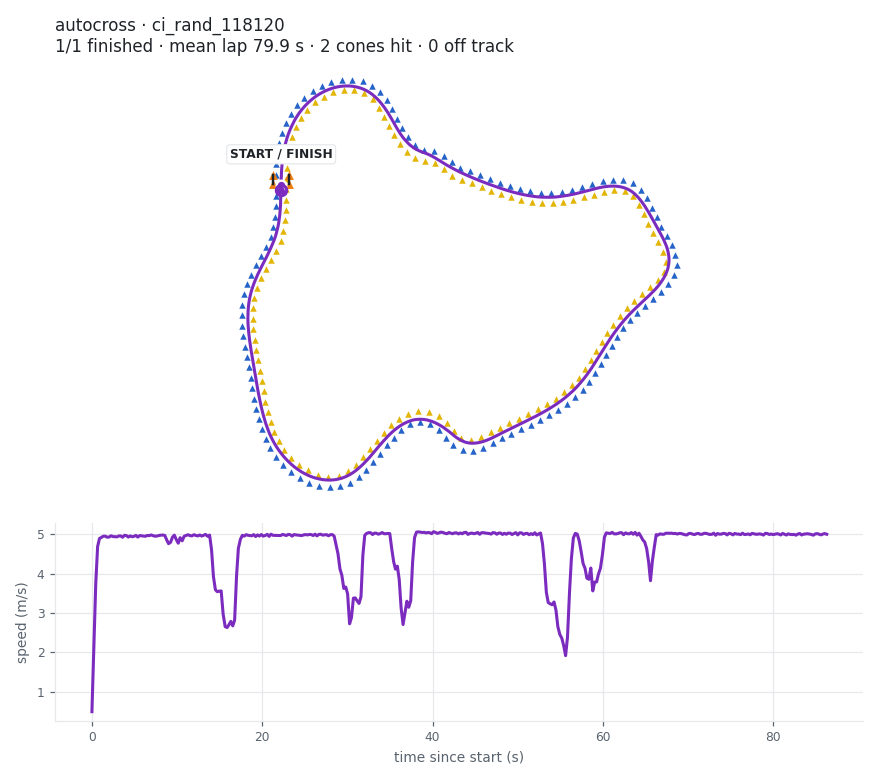 autocross · ci_rand_118120
1/1 finished · mean lap 79.9 s · 2 cones hit · 0 off track
START / FINISH
5
4
3
2
1
speed (m/s)
0 20 40 60 80
time since start (s)